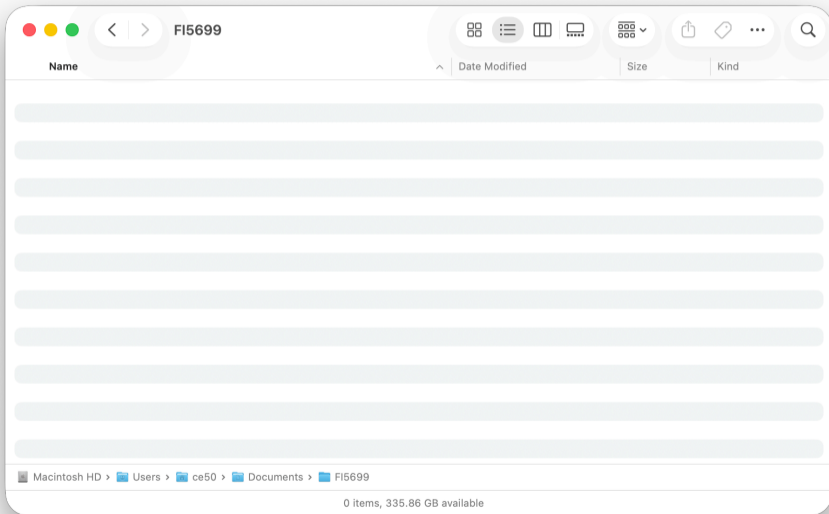 FI5699
Name Date Modified Size Kind
Macintosh HD › Users › ce50 › Documents › FI5699
0 items, 335.86 GB available